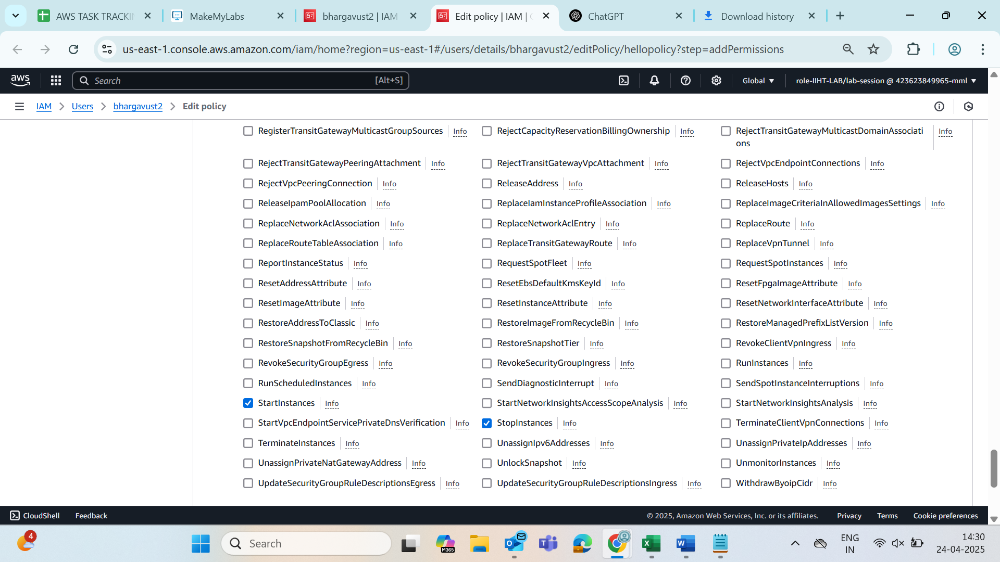 AWS TASK TRACKIN
MakeMyLabs
bhargavust2 | IAM
Edit policy | IAM |
ChatGPT
Download history
us-east-1.console.aws.amazon.com/iam/home?region=us-east-1#/users/details/bhargavust2/editPolicy/hellopolicy?step=addPermissions
aws
Search
[Alt+S]
Global
role-IIHT-LAB/lab-session @ 423623849965-mml
IAM
Users
bhargavust2
Edit policy
RegisterTransitGatewayMulticastGroupSources Info
RejectCapacityReservationBillingOwnership Info
RejectTransitGatewayMulticastDomainAssociati
ons
Info
RejectTransitGatewayPeeringAttachment Info
RejectTransitGatewayVpcAttachment Info
RejectVpcEndpointConnections Info
RejectVpcPeeringConnection Info
ReleaseAddress Info
ReleaseHosts Info
ReleaseIpamPoolAllocation Info
ReplaceIamInstanceProfileAssociation Info
ReplaceImageCriteriaInAllowedImagesSettings Info
ReplaceNetworkAclAssociation Info
ReplaceNetworkAclEntry Info
ReplaceRoute Info
ReplaceRouteTableAssociation Info
ReplaceTransitGatewayRoute Info
ReplaceVpnTunnel Info
ReportInstanceStatus Info
RequestSpotFleet Info
RequestSpotInstances Info
ResetAddressAttribute Info
ResetEbsDefaultKmsKeyId Info
ResetFpgaImageAttribute Info
ResetImageAttribute Info
ResetInstanceAttribute Info
ResetNetworkInterfaceAttribute Info
RestoreAddressToClassic Info
RestoreImageFromRecycleBin Info
RestoreManagedPrefixListVersion Info
RestoreSnapshotFromRecycleBin Info
RestoreSnapshotTier Info
RevokeClientVpnIngress Info
RevokeSecurityGroupEgress Info
RevokeSecurityGroupIngress Info
RunInstances Info
RunScheduledInstances Info
SendDiagnosticInterrupt Info
SendSpotInstanceInterruptions Info
StartInstances Info
StartNetworkInsightsAccessScopeAnalysis Info
StartNetworkInsightsAnalysis Info
StartVpcEndpointServicePrivateDnsVerification Info
StopInstances Info
TerminateClientVpnConnections Info
TerminateInstances Info
UnassignIpv6Addresses Info
UnassignPrivateIpAddresses Info
UnassignPrivateNatGatewayAddress Info
UnlockSnapshot Info
UnmonitorInstances Info
UpdateSecurityGroupRuleDescriptionsEgress Info
UpdateSecurityGroupRuleDescriptionsIngress Info
WithdrawByoipCidr Info
CloudShell
Feedback
© 2025, Amazon Web Services, Inc. or its affiliates.
Privacy
Terms
Cookie preferences
4
Search
M365
ENG
IN
14:30
24-04-2025